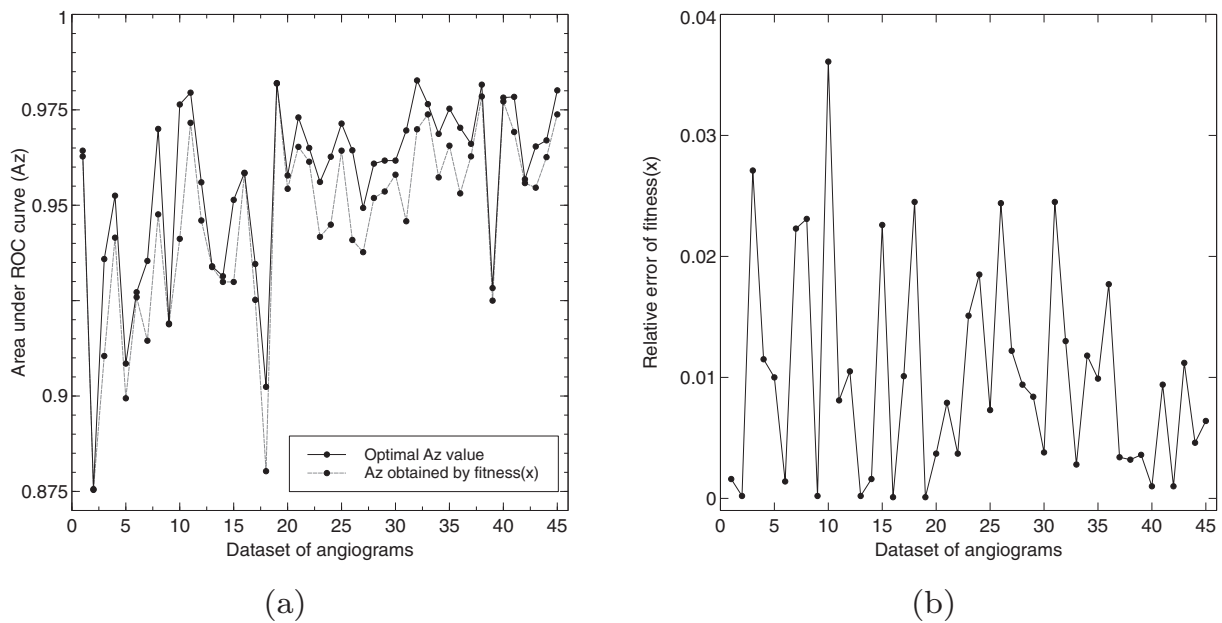 1
0.975
0.95
0.9
0.875
Area under ROC curve (Az)
Optimal Az value
Az obtained by fitness(x)
0 5 10 15 20 25 30 35 40 45
Dataset of angiograms
(a)
0.04
0.03
0.02
0.01
0
Relative error of fitness(x)
0 5 10 15 20 25 30 35 40 45
Dataset of angiograms
(b)